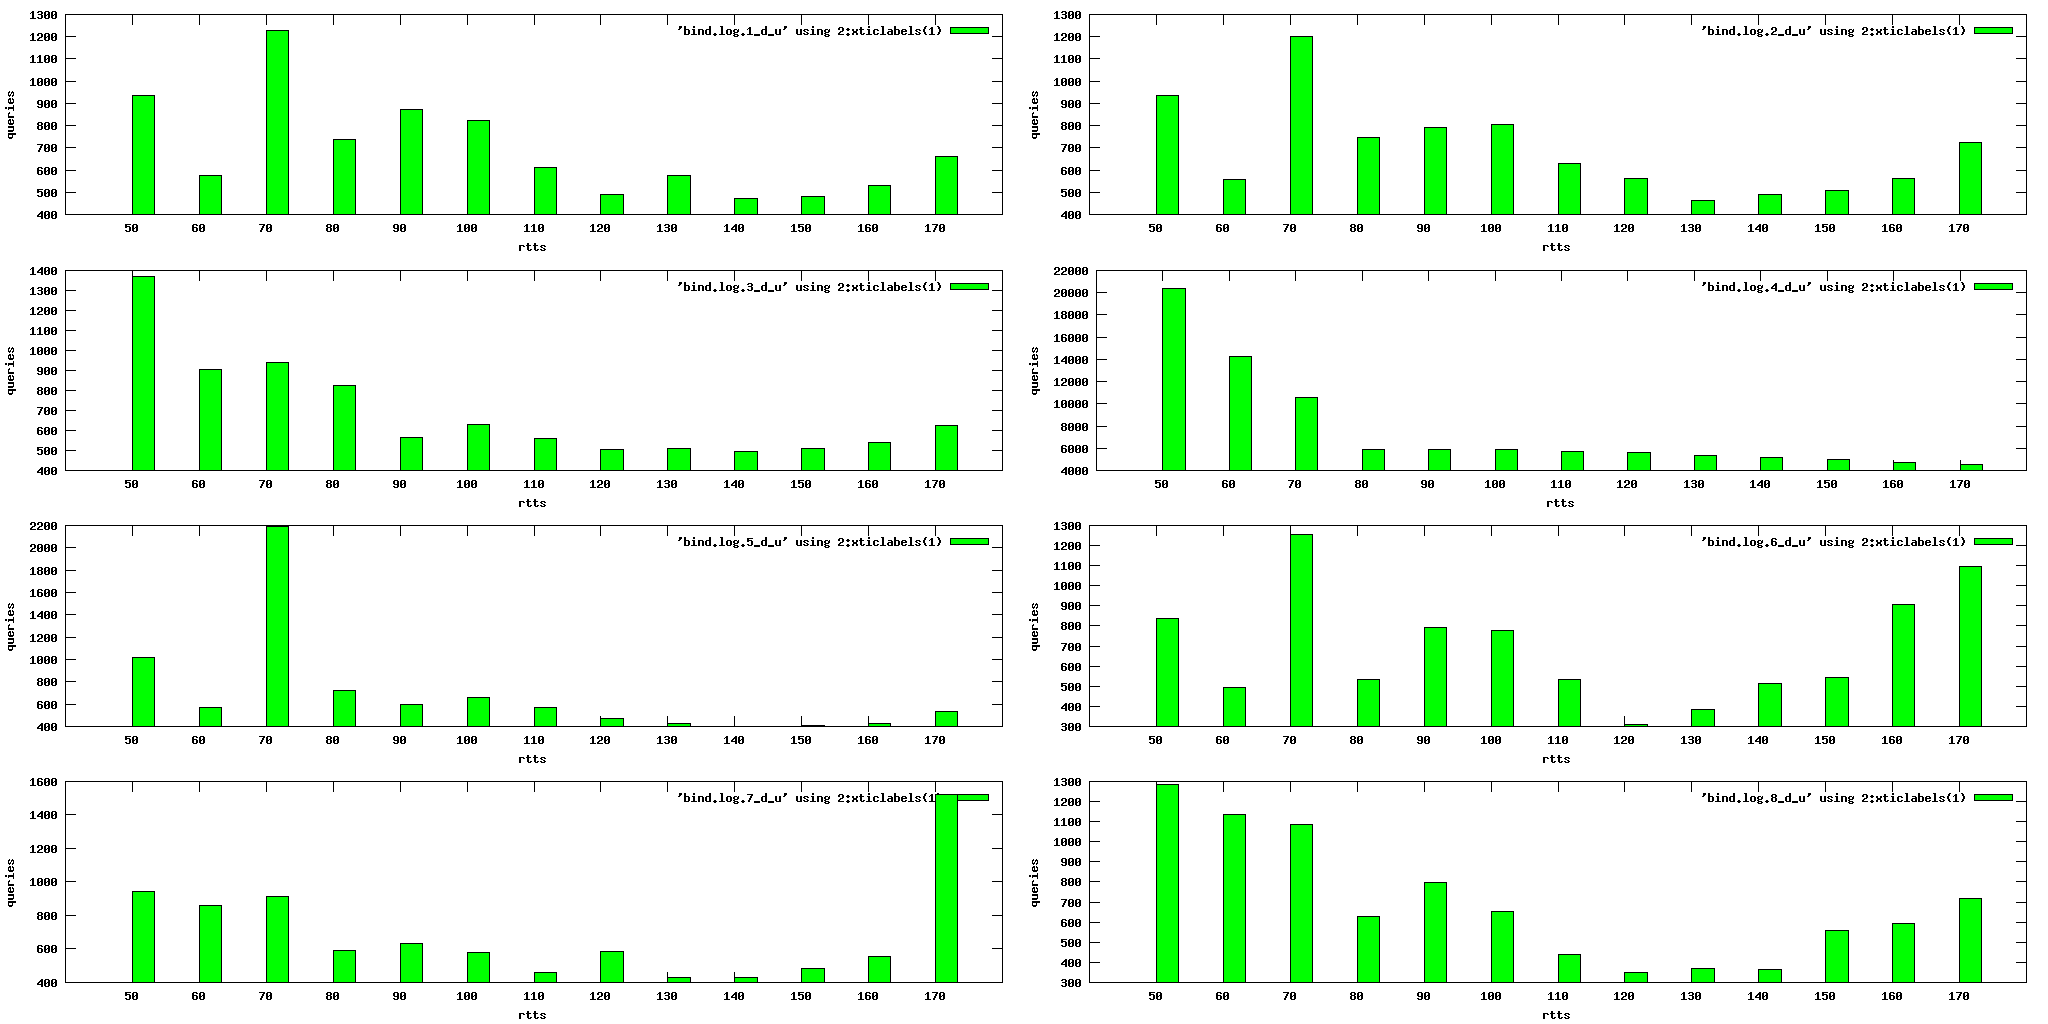 'bind.log.1_d_u' using 2:xticlabels(1)
queries
1300
1200
1100
1000
900
800
700
600
500
400
50 60 70 80 90 100 110 120 130 140 150 160 170
rtts
'bind.log.2_d_u' using 2:xticlabels(1)
queries
1300
1200
1100
1000
900
800
700
600
500
400
50 60 70 80 90 100 110 120 130 140 150 160 170
rtts
'bind.log.3_d_u' using 2:xticlabels(1)
queries
1400
1300
1200
1100
1000
900
800
700
600
500
400
50 60 70 80 90 100 110 120 130 140 150 160 170
rtts
'bind.log.4_d_u' using 2:xticlabels(1)
queries
22000
20000
18000
16000
14000
12000
10000
8000
6000
4000
50 60 70 80 90 100 110 120 130 140 150 160 170
rtts
'bind.log.5_d_u' using 2:xticlabels(1)
queries
2200
2000
1800
1600
1400
1200
1000
800
600
400
50 60 70 80 90 100 110 120 130 140 150 160 170
rtts
'bind.log.6_d_u' using 2:xticlabels(1)
queries
1300
1200
1100
1000
900
800
700
600
500
400
300
50 60 70 80 90 100 110 120 130 140 150 160 170
rtts
'bind.log.7_d_u' using 2:xticlabels(1)
queries
1600
1400
1200
1000
800
600
400
50 60 70 80 90 100 110 120 130 140 150 160 170
rtts
'bind.log.8_d_u' using 2:xticlabels(1)
queries
1300
1200
1100
1000
900
800
700
600
500
400
300
50 60 70 80 90 100 110 120 130 140 150 160 170
rtts